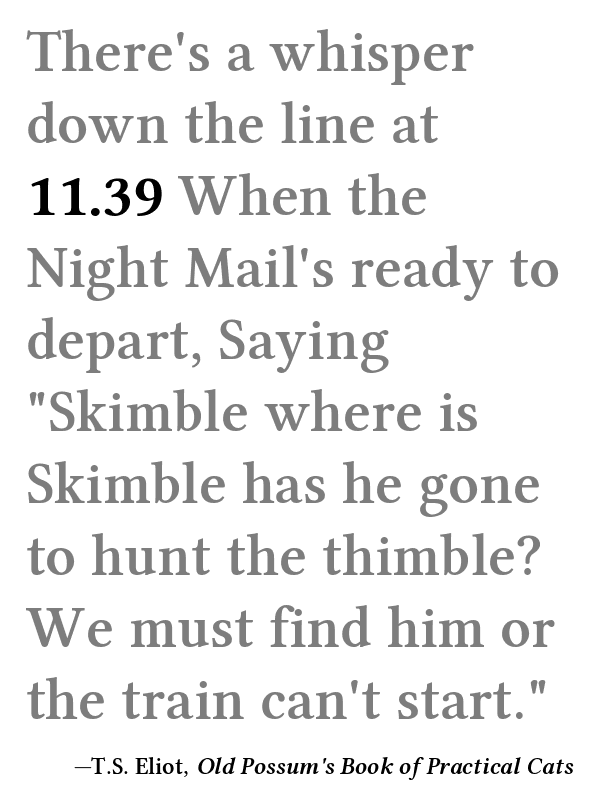 There's a whisper
down the line at
11.39 When the
Night Mail's ready to
depart, Saying
"Skimble where is
Skimble has he gone
to hunt the thimble?
We must find him or
the train can't start."
—T.S. Eliot, Old Possum's Book of Practical Cats